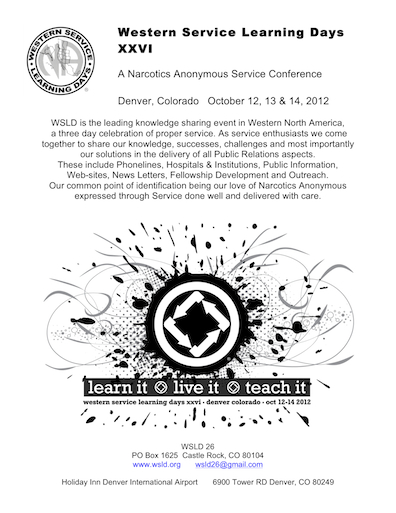 WESTERN SERVICE
LEARNING DAYS
®
Western Service Learning Days
XXVI
A Narcotics Anonymous Service Conference
Denver, Colorado October 12, 13 & 14, 2012
WSLD is the leading knowledge sharing event in Western North America,
a three day celebration of proper service. As service enthusiasts we come
together to share our knowledge, successes, challenges and most importantly
our solutions in the delivery of all Public Relations aspects.
These include Phonelines, Hospitals & Institutions, Public Information,
Web-sites, News Letters, Fellowship Development and Outreach.
Our common point of identification being our love of Narcotics Anonymous
expressed through Service done well and delivered with care.
learn it live it teach it
western service learning days xxvi · denver colorado · oct 12-14 2012
WSLD 26
PO Box 1625 Castle Rock, CO 80104
www.wsld.org wsld26@gmail.com
Holiday Inn Denver International Airport 6900 Tower RD Denver, CO 80249